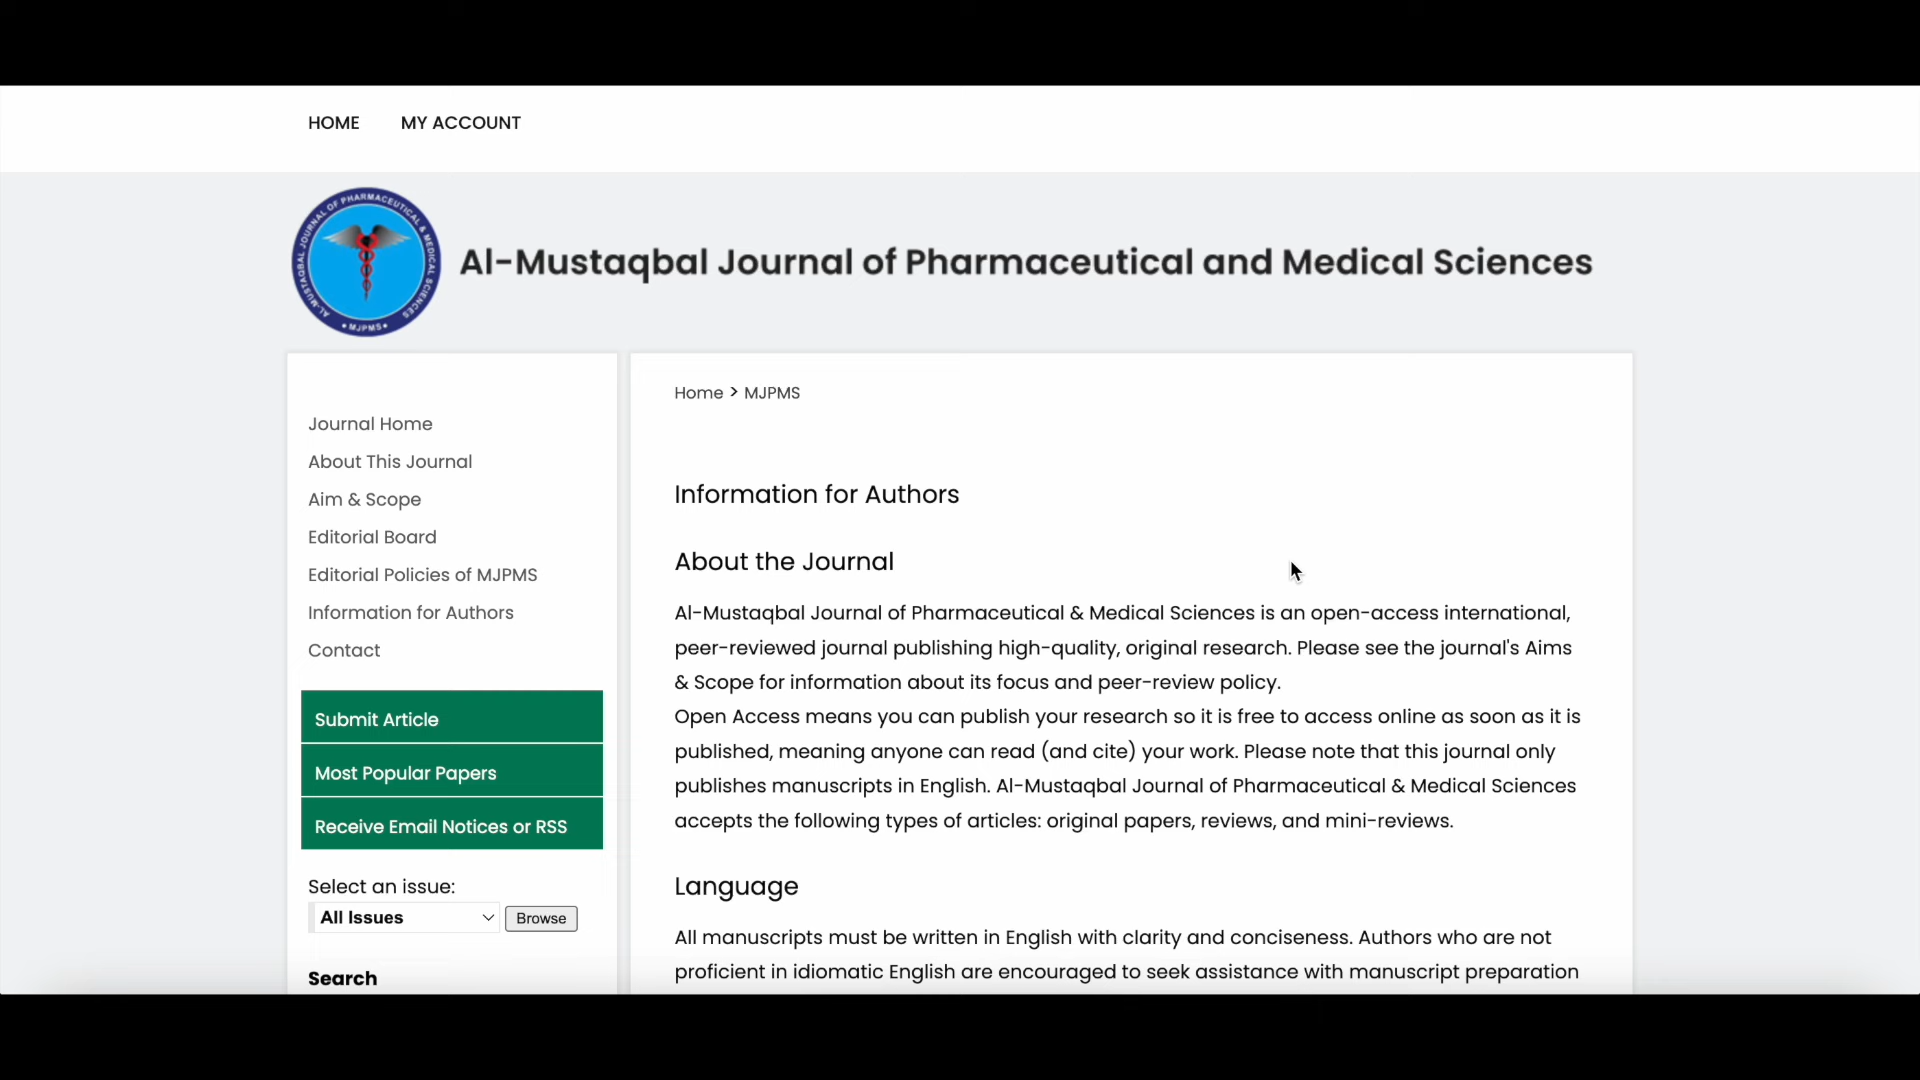 HOME MY ACCOUNT
AL-MUSTAQBAL JOURNAL OF PHARMACEUTICAL & MEDICAL SCIENCES
• MJPMS •
Al-Mustaqbal Journal of Pharmaceutical and Medical Sciences
Journal Home
About This Journal
Aim & Scope
Editorial Board
Editorial Policies of MJPMS
Information for Authors
Contact
Submit Article
Most Popular Papers
Receive Email Notices or RSS
Select an issue:
All Issues Browse
Search
Home > MJPMS
Information for Authors
About the Journal
Al-Mustaqbal Journal of Pharmaceutical & Medical Sciences is an open-access international,
peer-reviewed journal publishing high-quality, original research. Please see the journal's Aims
& Scope for information about its focus and peer-review policy.
Open Access means you can publish your research so it is free to access online as soon as it is
published, meaning anyone can read (and cite) your work. Please note that this journal only
publishes manuscripts in English. Al-Mustaqbal Journal of Pharmaceutical & Medical Sciences
accepts the following types of articles: original papers, reviews, and mini-reviews.
Language
All manuscripts must be written in English with clarity and conciseness. Authors who are not
proficient in idiomatic English are encouraged to seek assistance with manuscript preparation